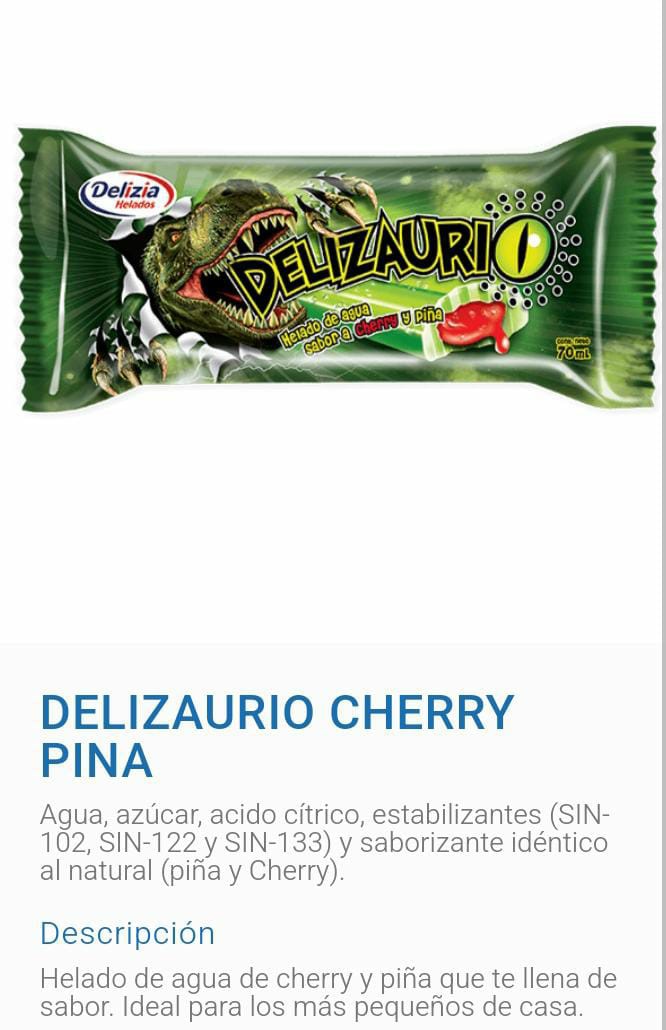 Delizia
Helados
DELIZAURIO
Helado de agua
sabor a Cherry y piña
cont. neto
70mL
DELIZAURIO CHERRY
PINA
Agua, azúcar, acido cítrico, estabilizantes (SIN-
102, SIN-122 y SIN-133) y saborizante idéntico
al natural (piña y Cherry).
Descripción
Helado de agua de cherry y piña que te llena de
sabor. Ideal para los más pequeños de casa.